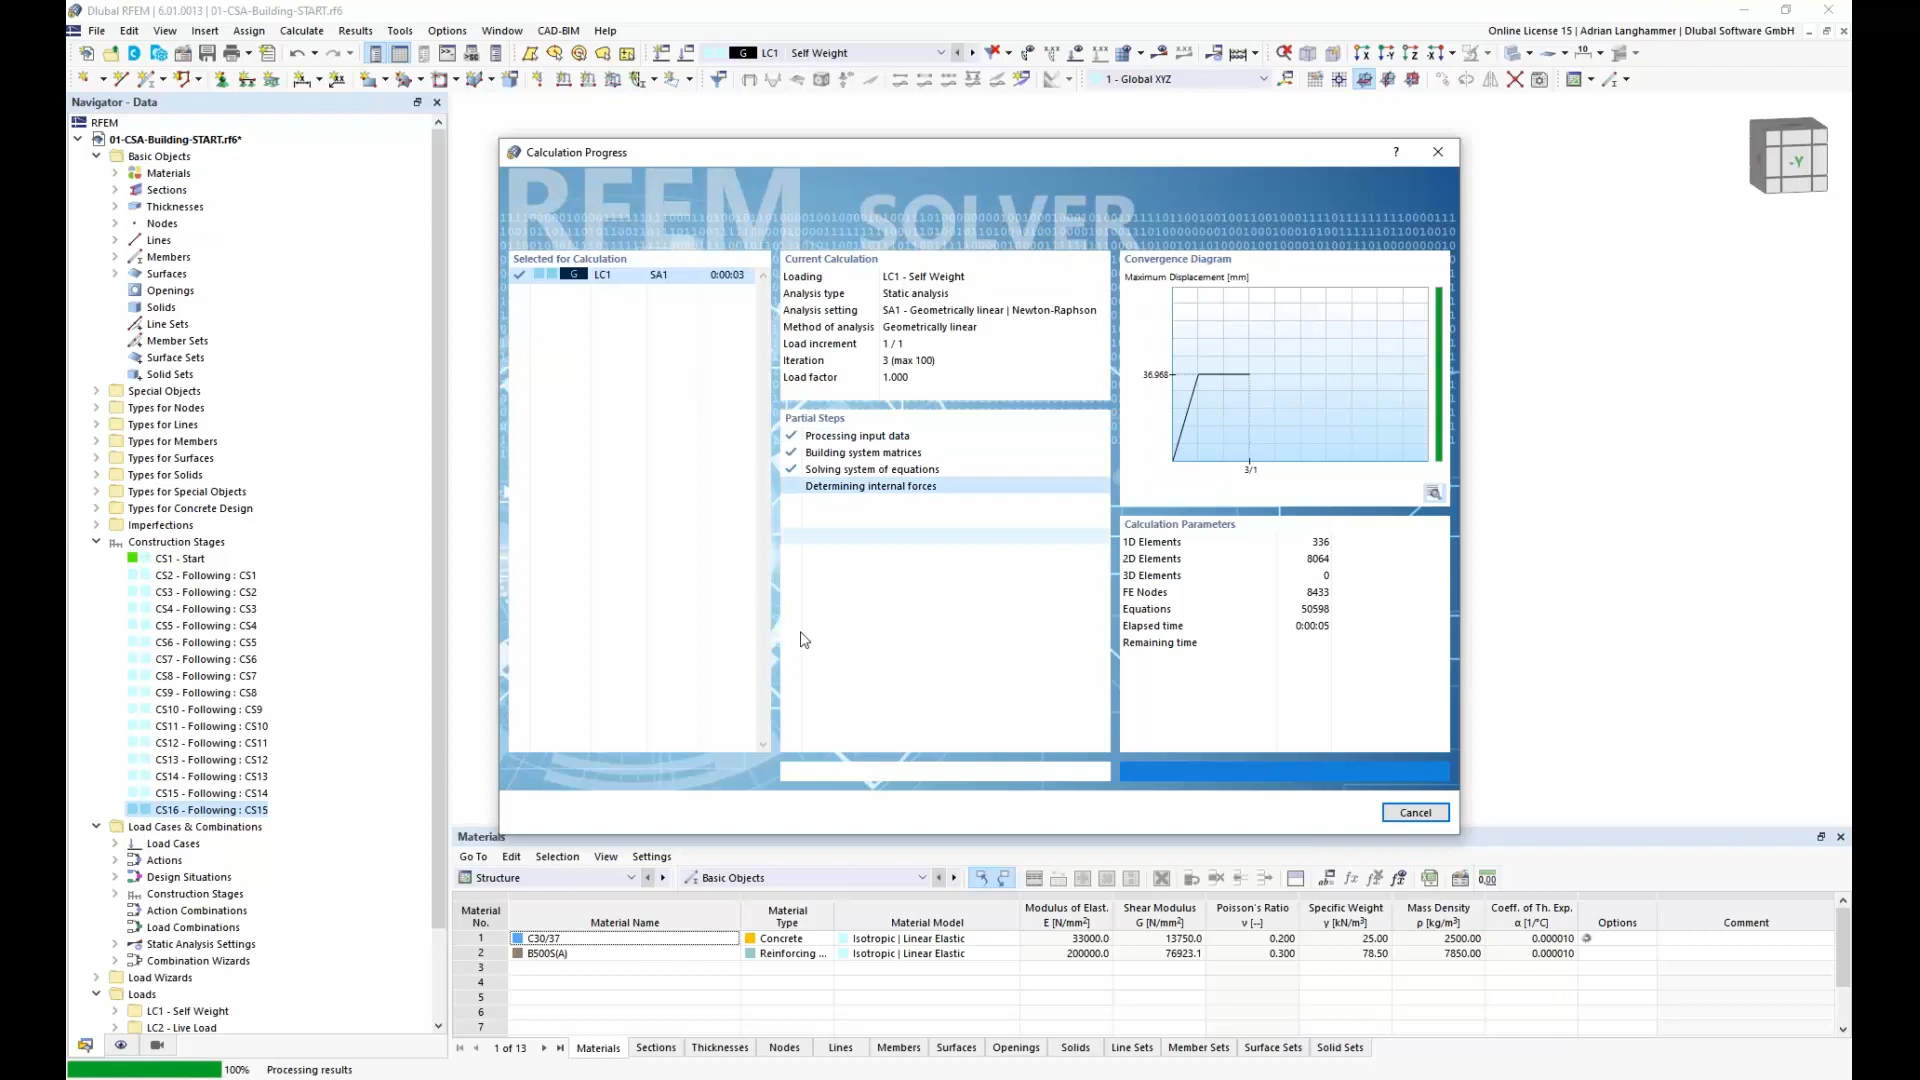 Dlubal RFEM | 6.01.0013 | 01-CSA-Building-START.rf6
File Edit View Insert Assign Calculate Results Tools Options Window CAD-BIM Help
Online License 15 | Adrian Langhammer | Dlubal Software GmbH
G LC1 Self Weight
1 - Global XYZ
Navigator - Data
RFEM
01-CSA-Building-START.rf6*
Basic Objects
Materials
Sections
Thicknesses
Nodes
Lines
Members
Surfaces
Openings
Solids
Line Sets
Member Sets
Surface Sets
Solid Sets
Special Objects
Types for Nodes
Types for Lines
Types for Members
Types for Surfaces
Types for Solids
Types for Special Objects
Types for Concrete Design
Imperfections
Construction Stages
CS1 - Start
CS2 - Following : CS1
CS3 - Following : CS2
CS4 - Following : CS3
CS5 - Following : CS4
CS6 - Following : CS5
CS7 - Following : CS6
CS8 - Following : CS7
CS9 - Following : CS8
CS10 - Following : CS9
CS11 - Following : CS10
CS12 - Following : CS11
CS13 - Following : CS12
CS14 - Following : CS13
CS15 - Following : CS14
CS16 - Following : CS15
Load Cases & Combinations
Load Cases
Actions
Design Situations
Construction Stages
Action Combinations
Load Combinations
Static Analysis Settings
Combination Wizards
Load Wizards
Loads
LC1 - Self Weight
LC2 - Live Load
100% Processing results
Calculation Progress
RFEM SOLVER
Selected for Calculation
G LC1 SA1 0:00:03
Current Calculation
Loading LC1 - Self Weight
Analysis type Static analysis
Analysis setting SA1 - Geometrically linear | Newton-Raphson
Method of analysis Geometrically linear
Load increment 1 / 1
Iteration 3 (max 100)
Load factor 1.000
Partial Steps
Processing input data
Building system matrices
Solving system of equations
Determining internal forces
Convergence Diagram
Maximum Displacement [mm]
36.968
3/1
Calculation Parameters
1D Elements 336
2D Elements 8064
3D Elements 0
FE Nodes 8433
Equations 50598
Elapsed time 0:00:05
Remaining time
Cancel
-Y
Materials
Go To Edit Selection View Settings
Structure Basic Objects
Material No. Material Name Material Type Material Model Modulus of Elast. E [N/mm²] Shear Modulus G [N/mm²] Poisson's Ratio ν [--] Specific Weight γ [kN/m³] Mass Density ρ [kg/m³] Coeff. of Th. Exp. α [1/°C] Options Comment
1 C30/37 Concrete Isotropic | Linear Elastic 33000.0 13750.0 0.200 25.00 2500.00 0.000010
2 B500S(A) Reinforcing ... Isotropic | Linear Elastic 200000.0 76923.1 0.300 78.50 7850.00 0.000010
3
4
5
6
7
1 of 13 Materials Sections Thicknesses Nodes Lines Members Surfaces Openings Solids Line Sets Member Sets Surface Sets Solid Sets